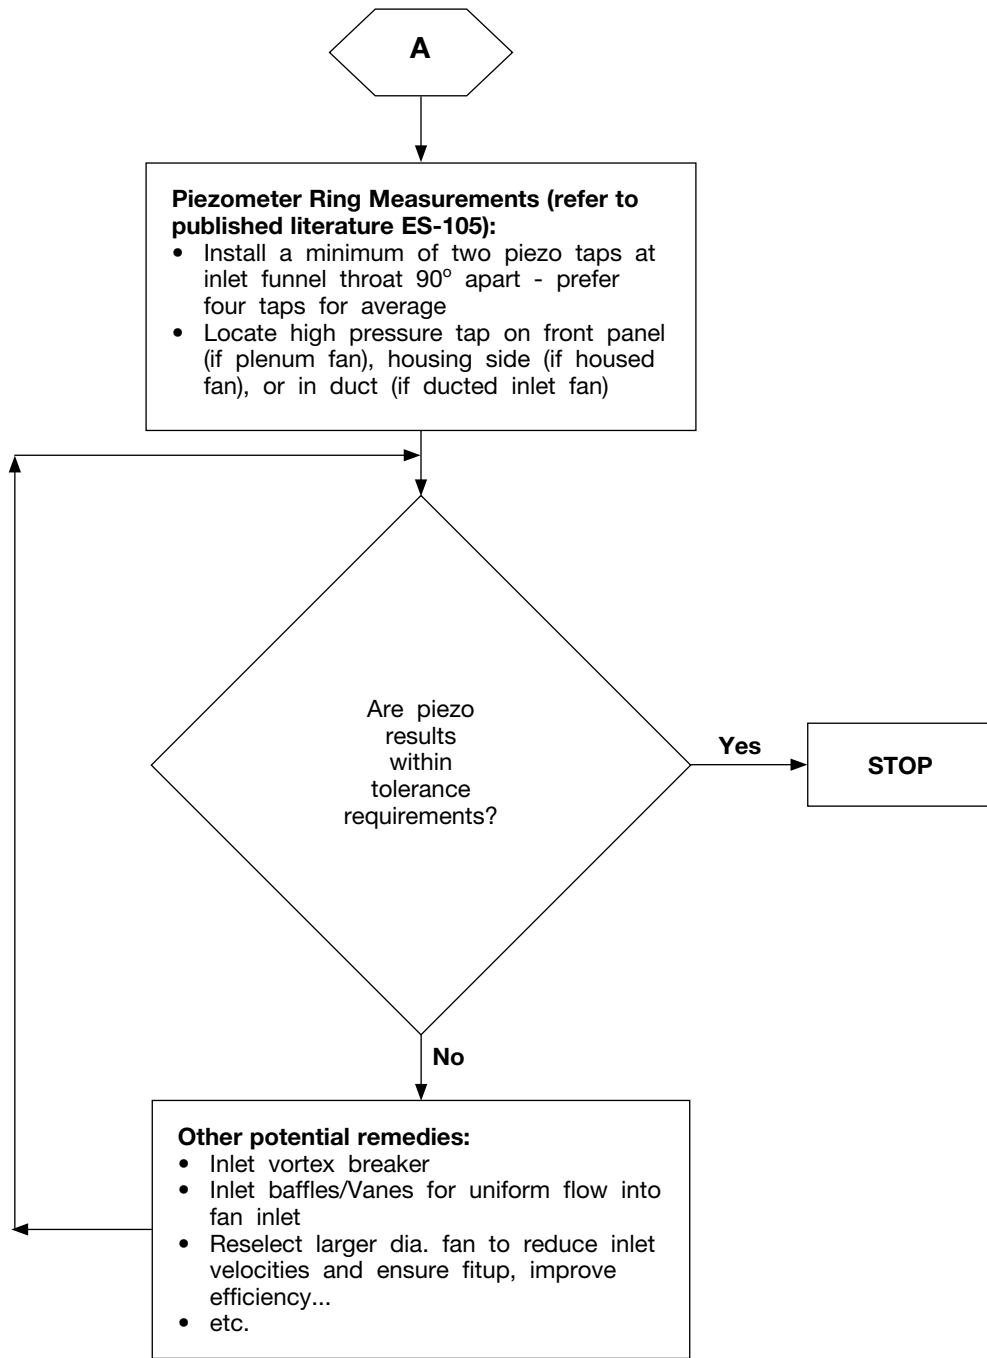 A
Piezometer Ring Measurements (refer to
published literature ES-105):
• Install a minimum of two piezo taps at
inlet funnel throat 90° apart - prefer
four taps for average
• Locate high pressure tap on front panel
(if plenum fan), housing side (if housed
fan), or in duct (if ducted inlet fan)
Are piezo
results
within
tolerance
requirements?
Yes
STOP
No
Other potential remedies:
• Inlet vortex breaker
• Inlet baffles/Vanes for uniform flow into
fan inlet
• Reselect larger dia. fan to reduce inlet
velocities and ensure fitup, improve
efficiency...
• etc.